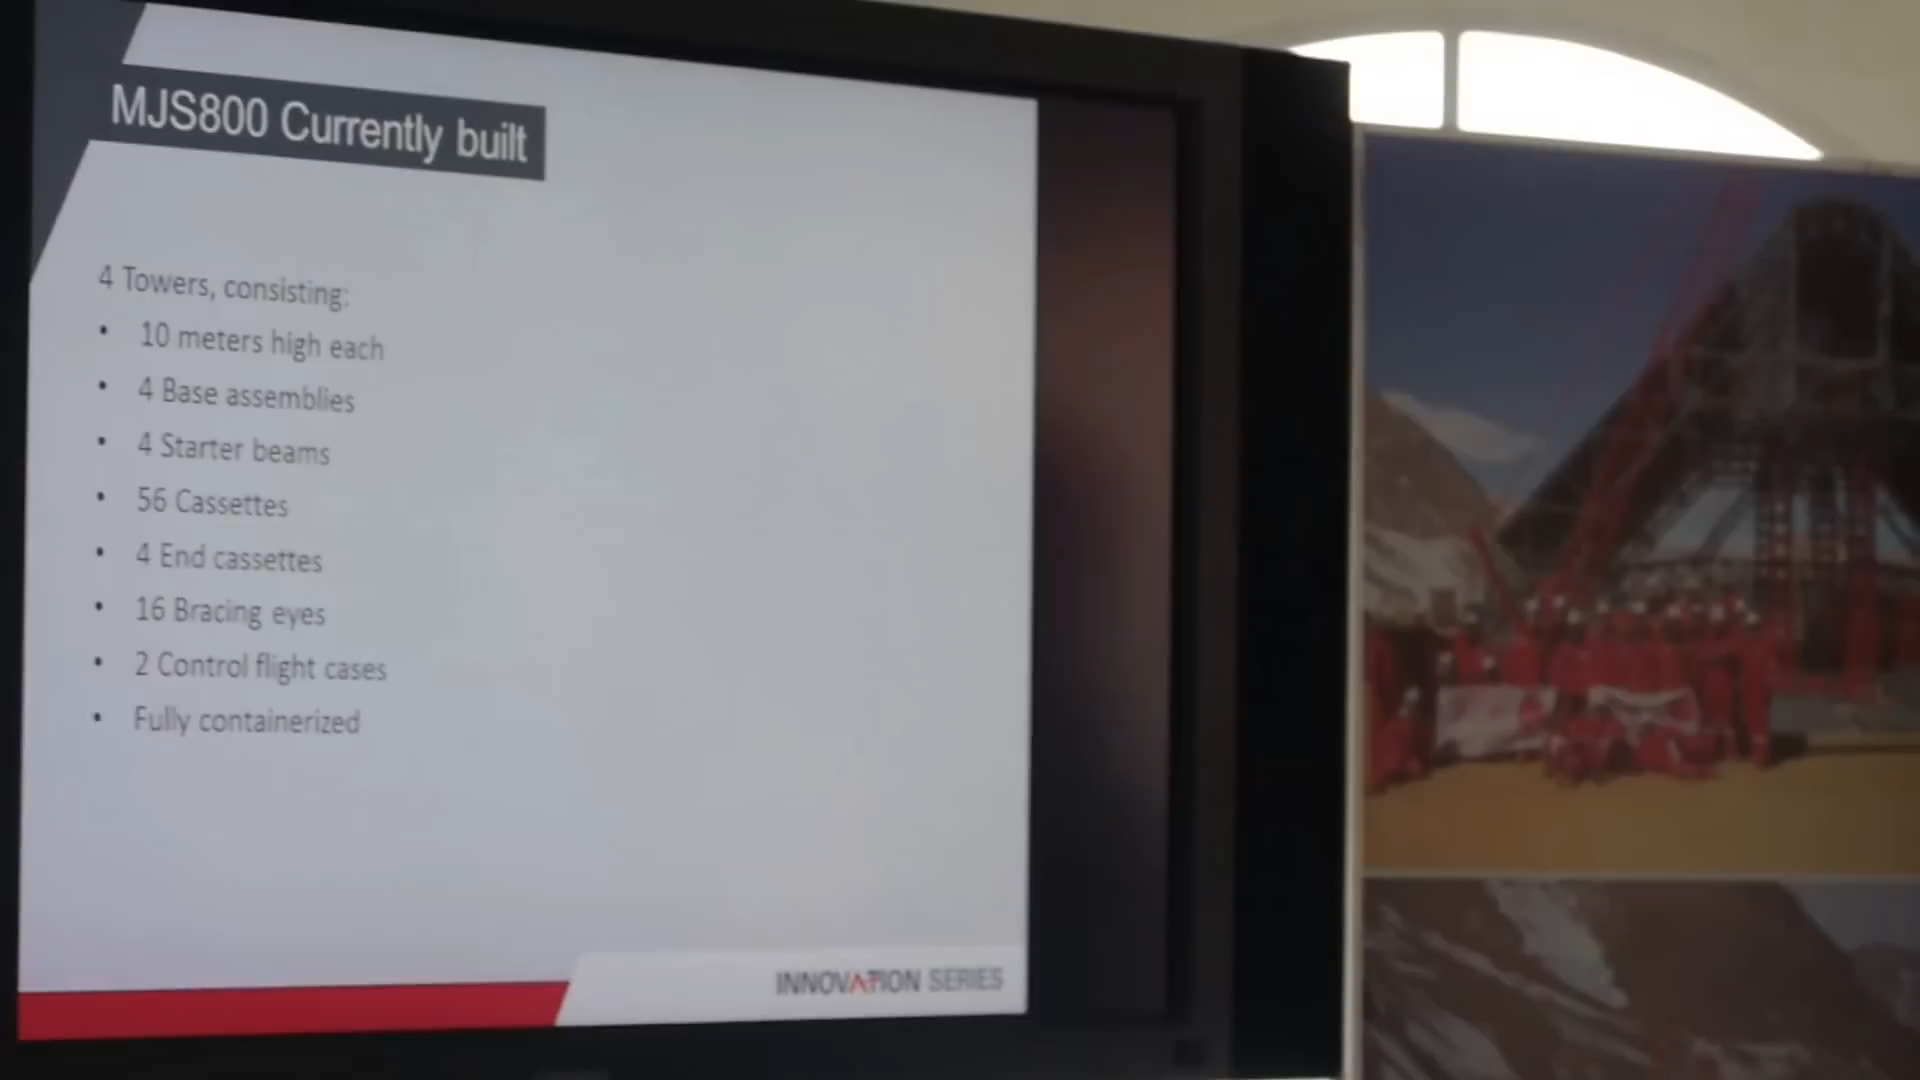 MJS800 Currently built
4 Towers, consisting:
• 10 meters high each
• 4 Base assemblies
• 4 Starter beams
• 56 Cassettes
• 4 End cassettes
• 16 Bracing eyes
• 2 Control flight cases
• Fully containerized
INNOVATION SERIES